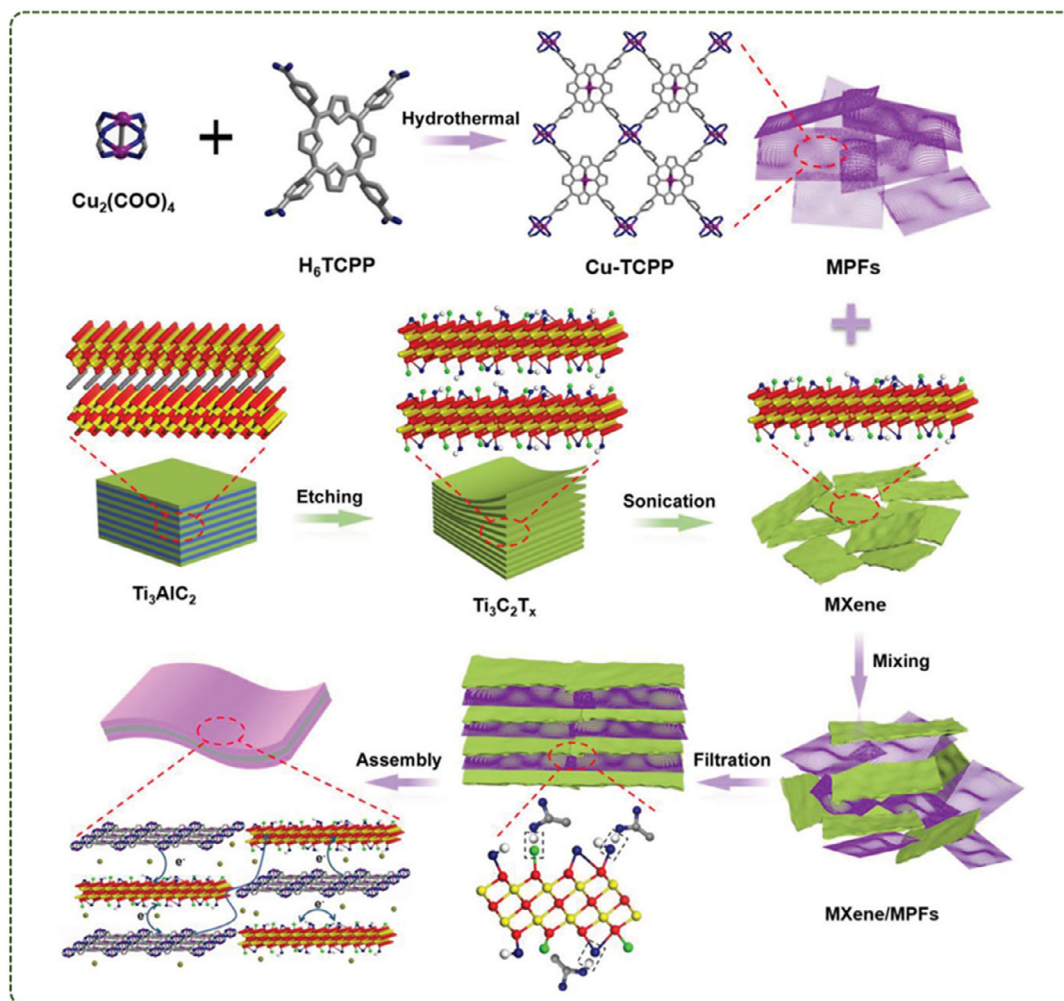 Hydrothermal
Cu₂(COO)₄
H₆TCPP
Cu-TCPP
MPFs
Etching
Sonication
Ti₃AlC₂
Ti₃C₂Tₓ
MXene
Mixing
Assembly
Filtration
e⁻
e⁻
e⁻
e⁻
MXene/MPFs